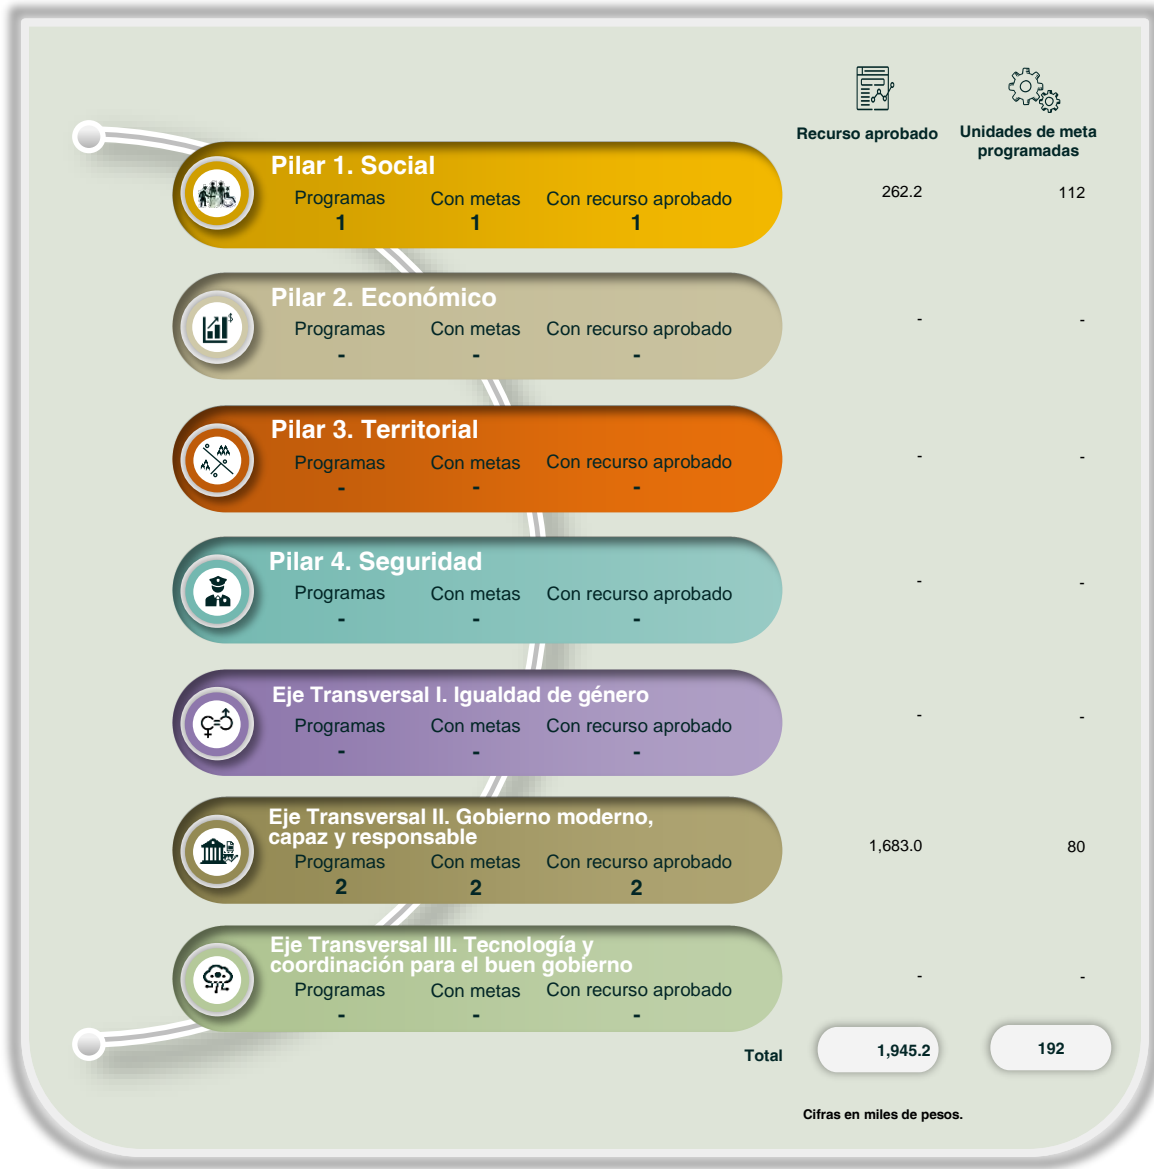 Recurso aprobado
Unidades de meta
programadas
Pilar 1. Social
Programas Con metas Con recurso aprobado
1 1 1
262.2 112
Pilar 2. Económico
Programas Con metas Con recurso aprobado
- - -
- -
Pilar 3. Territorial
Programas Con metas Con recurso aprobado
- - -
- -
Pilar 4. Seguridad
Programas Con metas Con recurso aprobado
- - -
- -
Eje Transversal I. Igualdad de género
Programas Con metas Con recurso aprobado
- - -
- -
Eje Transversal II. Gobierno moderno,
capaz y responsable
Programas Con metas Con recurso aprobado
2 2 2
1,683.0 80
Eje Transversal III. Tecnología y
coordinación para el buen gobierno
Programas Con metas Con recurso aprobado
- - -
- -
Total 1,945.2 192
Cifras en miles de pesos.